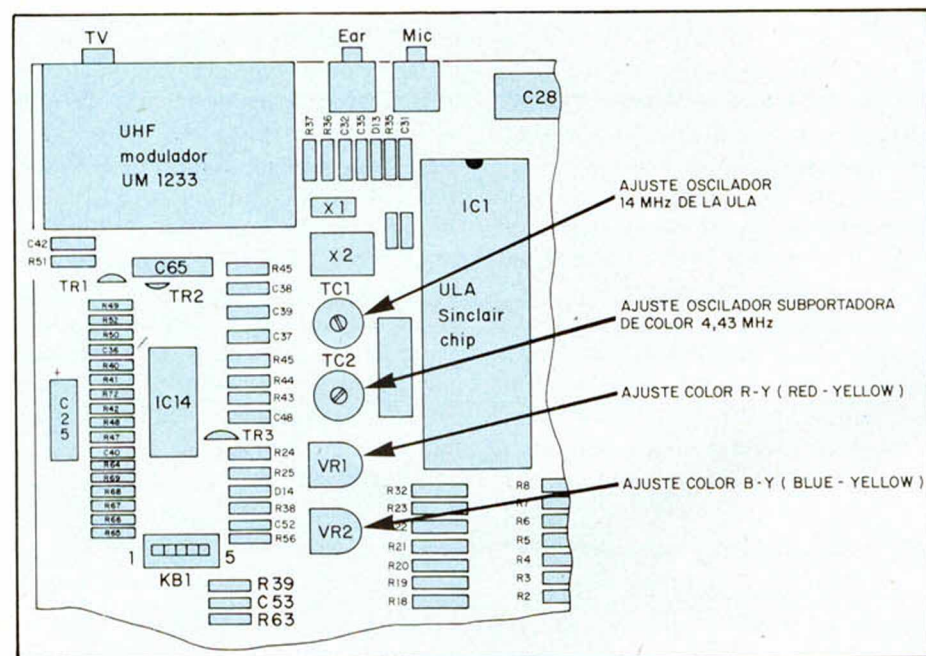 TV
Ear
Mic
UHF
modulador
UM 1233
R37
R36
C32
C35
D13
R35
C31
C28
IC1
ULA
Sinclair
chip
X1
X2
AJUSTE OSCILADOR
14 MHz DE LA ULA
C42
R51
TR1
C65
TR2
TC1
TC2
AJUSTE OSCILADOR SUBPORTADORA
DE COLOR 4,43 MHz
R45
C38
C39
C37
R45
R44
R43
C48
R49
R52
R50
C36
R40
R41
R72
R42
R48
R47
C40
R64
R69
R68
R67
R66
R65
+
C25
IC14
TR3
AJUSTE COLOR R-Y ( RED - YELLOW )
VR1
R24
R25
D14
R38
C52
R56
AJUSTE COLOR B-Y ( BLUE - YELLOW )
VR2
R32
R23
22
R21
R20
R19
R18
R8
R7
R6
R5
R4
R3
R2
1
5
KB1
R39
C53
R63